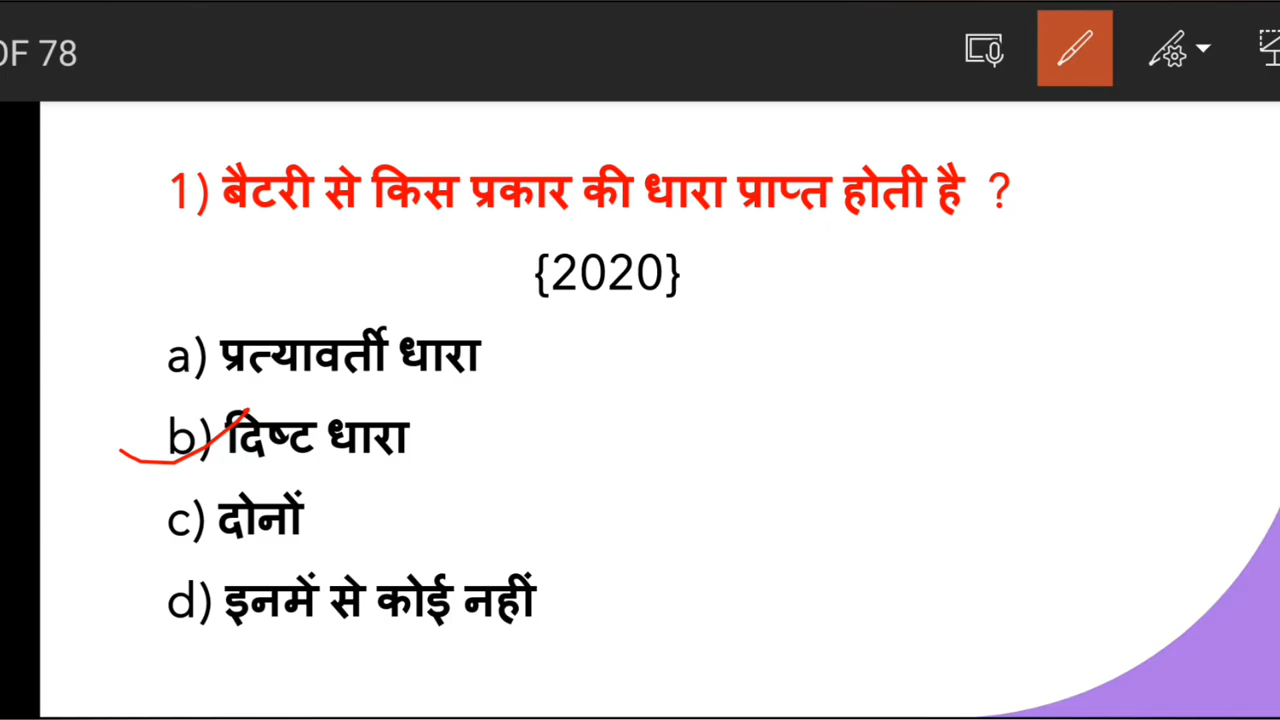 OF 78
1) बैटरी से किस प्रकार की धारा प्राप्त होती है ?
{2020}
a) प्रत्यावर्ती धारा
b) दिष्ट धारा
c) दोनों
d) इनमें से कोई नहीं